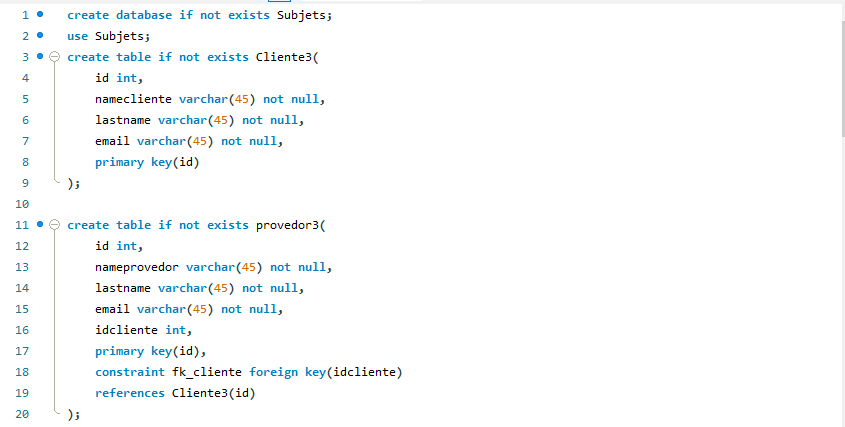 1 create database if not exists Subjets;
2 use Subjets;
3 create table if not exists Cliente3(
4 id int,
5 namecliente varchar(45) not null,
6 lastname varchar(45) not null,
7 email varchar(45) not null,
8 primary key(id)
9 );
10
11 create table if not exists provedor3(
12 id int,
13 nameprovedor varchar(45) not null,
14 lastname varchar(45) not null,
15 email varchar(45) not null,
16 idcliente int,
17 primary key(id),
18 constraint fk_cliente foreign key(idcliente)
19 references Cliente3(id)
20 );